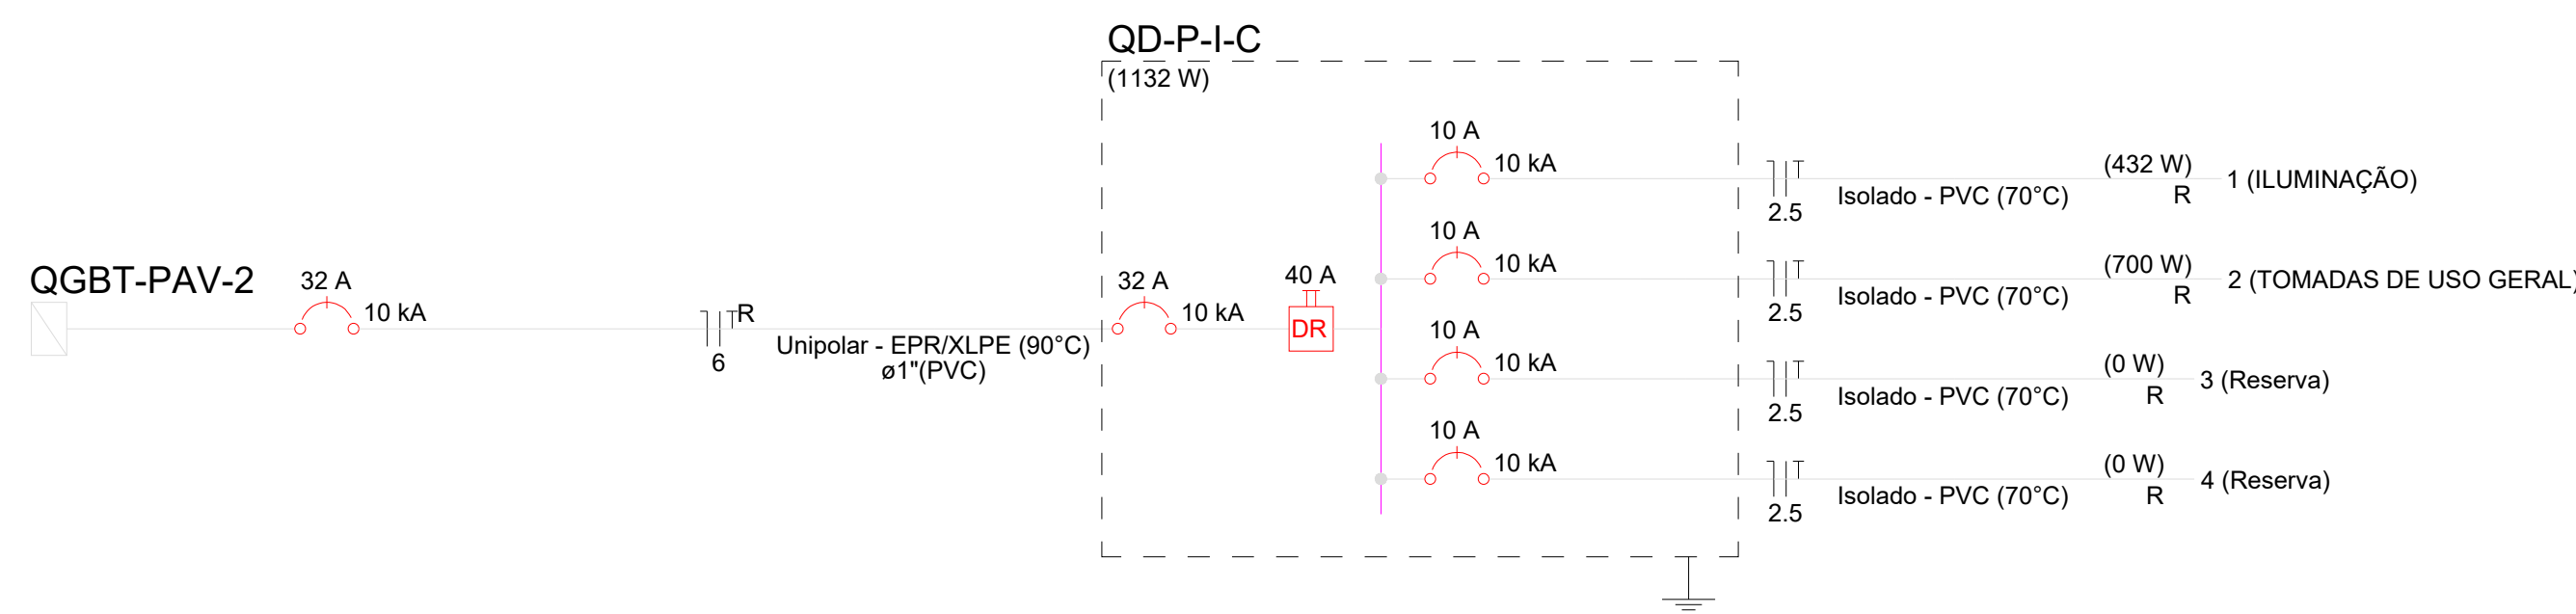 QD-P-I-C
(1132 W)
10 A
10 kA
(432 W)
1 (ILUMINAÇÃO)
Isolado - PVC (70°C)
R
2.5
10 A
10 kA
(700 W)
2 (TOMADAS DE USO GERAL)
Isolado - PVC (70°C)
R
2.5
QGBT-PAV-2
32 A
10 kA
R
6
Unipolar - EPR/XLPE (90°C)
ø1"(PVC)
32 A
10 kA
40 A
DR
10 A
10 kA
(0 W)
3 (Reserva)
Isolado - PVC (70°C)
R
2.5
10 A
10 kA
(0 W)
4 (Reserva)
Isolado - PVC (70°C)
R
2.5